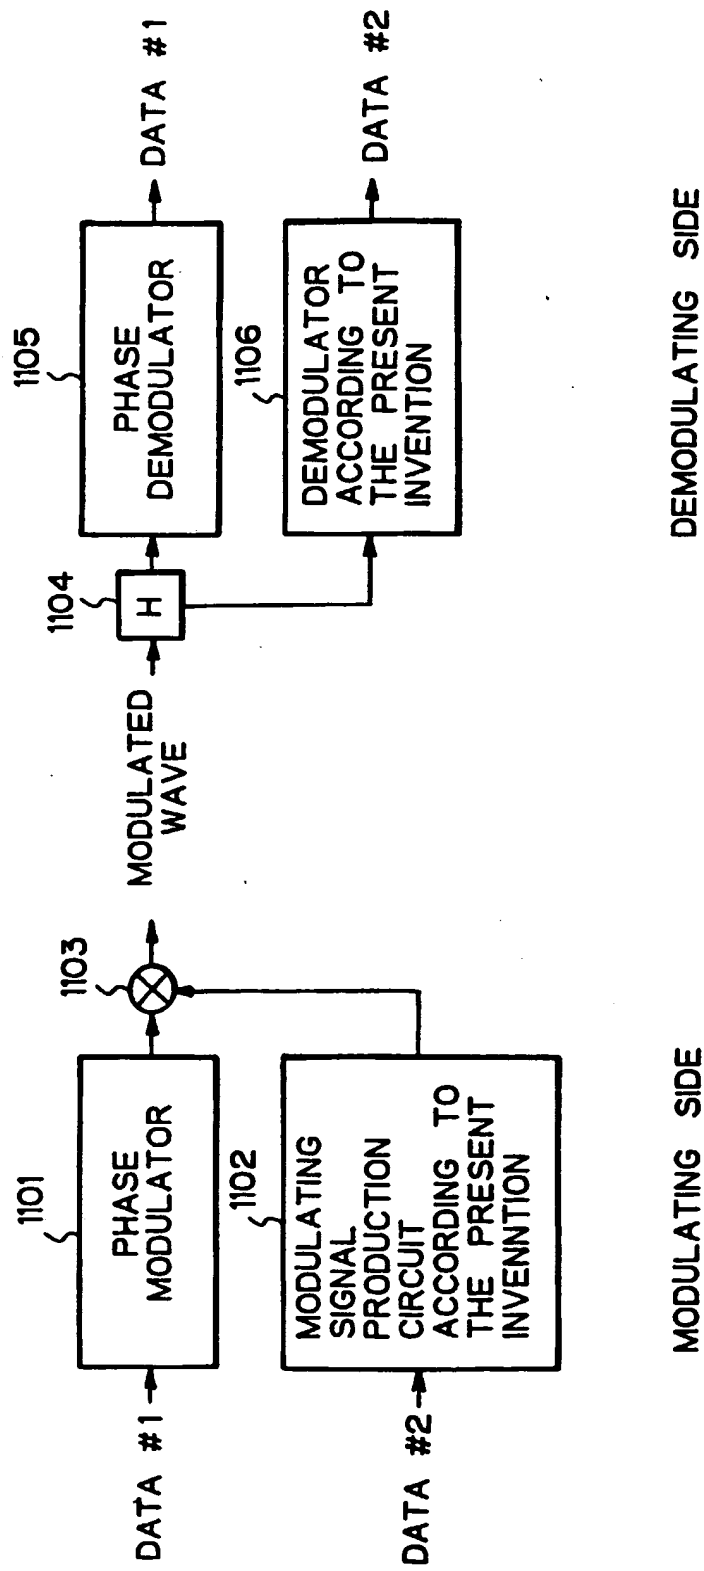 DATA #1
1101
PHASE
MODULATOR
1103
MODULATED
WAVE
1104
H
1105
PHASE
DEMODULATOR
DATA #1
DATA #2
1102
MODULATING
SIGNAL
PRODUCTION
CIRCUIT
ACCORDING TO
THE PRESENT
INVENNTION
1106
DEMODULATOR
ACCORDING TO
THE PRESENT
INVENTION
DATA #2
MODULATING SIDE
DEMODULATING SIDE